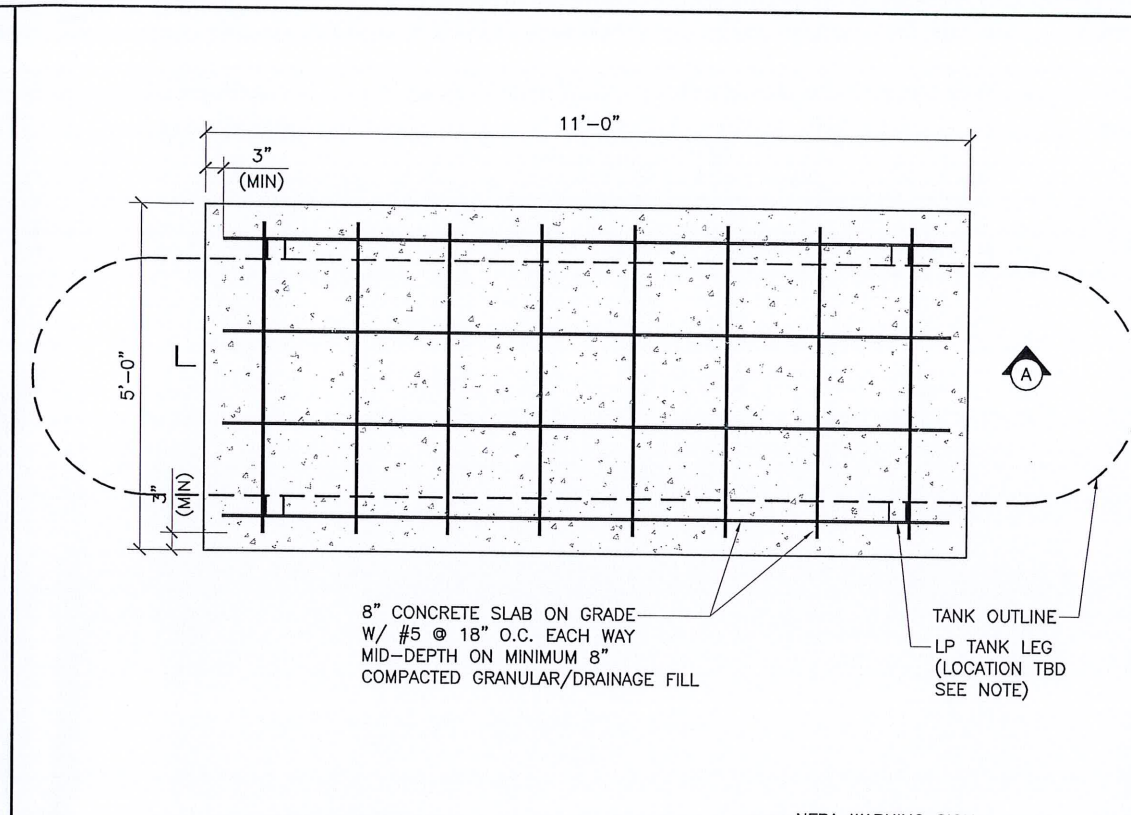 11'-0"
3"
(MIN)
5'-0"
3"
(MIN)
A
8" CONCRETE SLAB ON GRADE
W/ #5 @ 18" O.C. EACH WAY
MID-DEPTH ON MINIMUM 8"
COMPACTED GRANULAR/DRAINAGE FILL
TANK OUTLINE
LP TANK LEG
(LOCATION TBD
SEE NOTE)